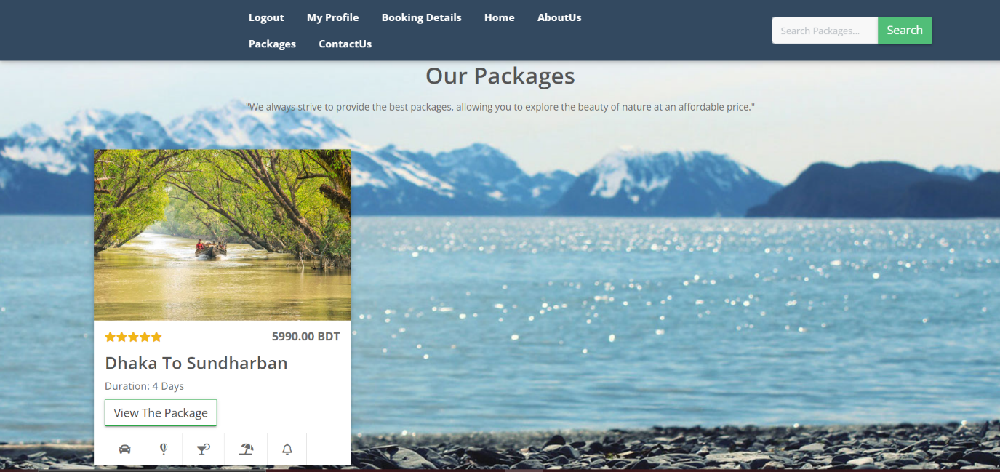 Logout My Profile Booking Details Home AboutUs
Packages ContactUs
Search Packages... Search
Our Packages
"We always strive to provide the best packages, allowing you to explore the beauty of nature at an affordable price."
5990.00 BDT
Dhaka To Sundharban
Duration: 4 Days
View The Package